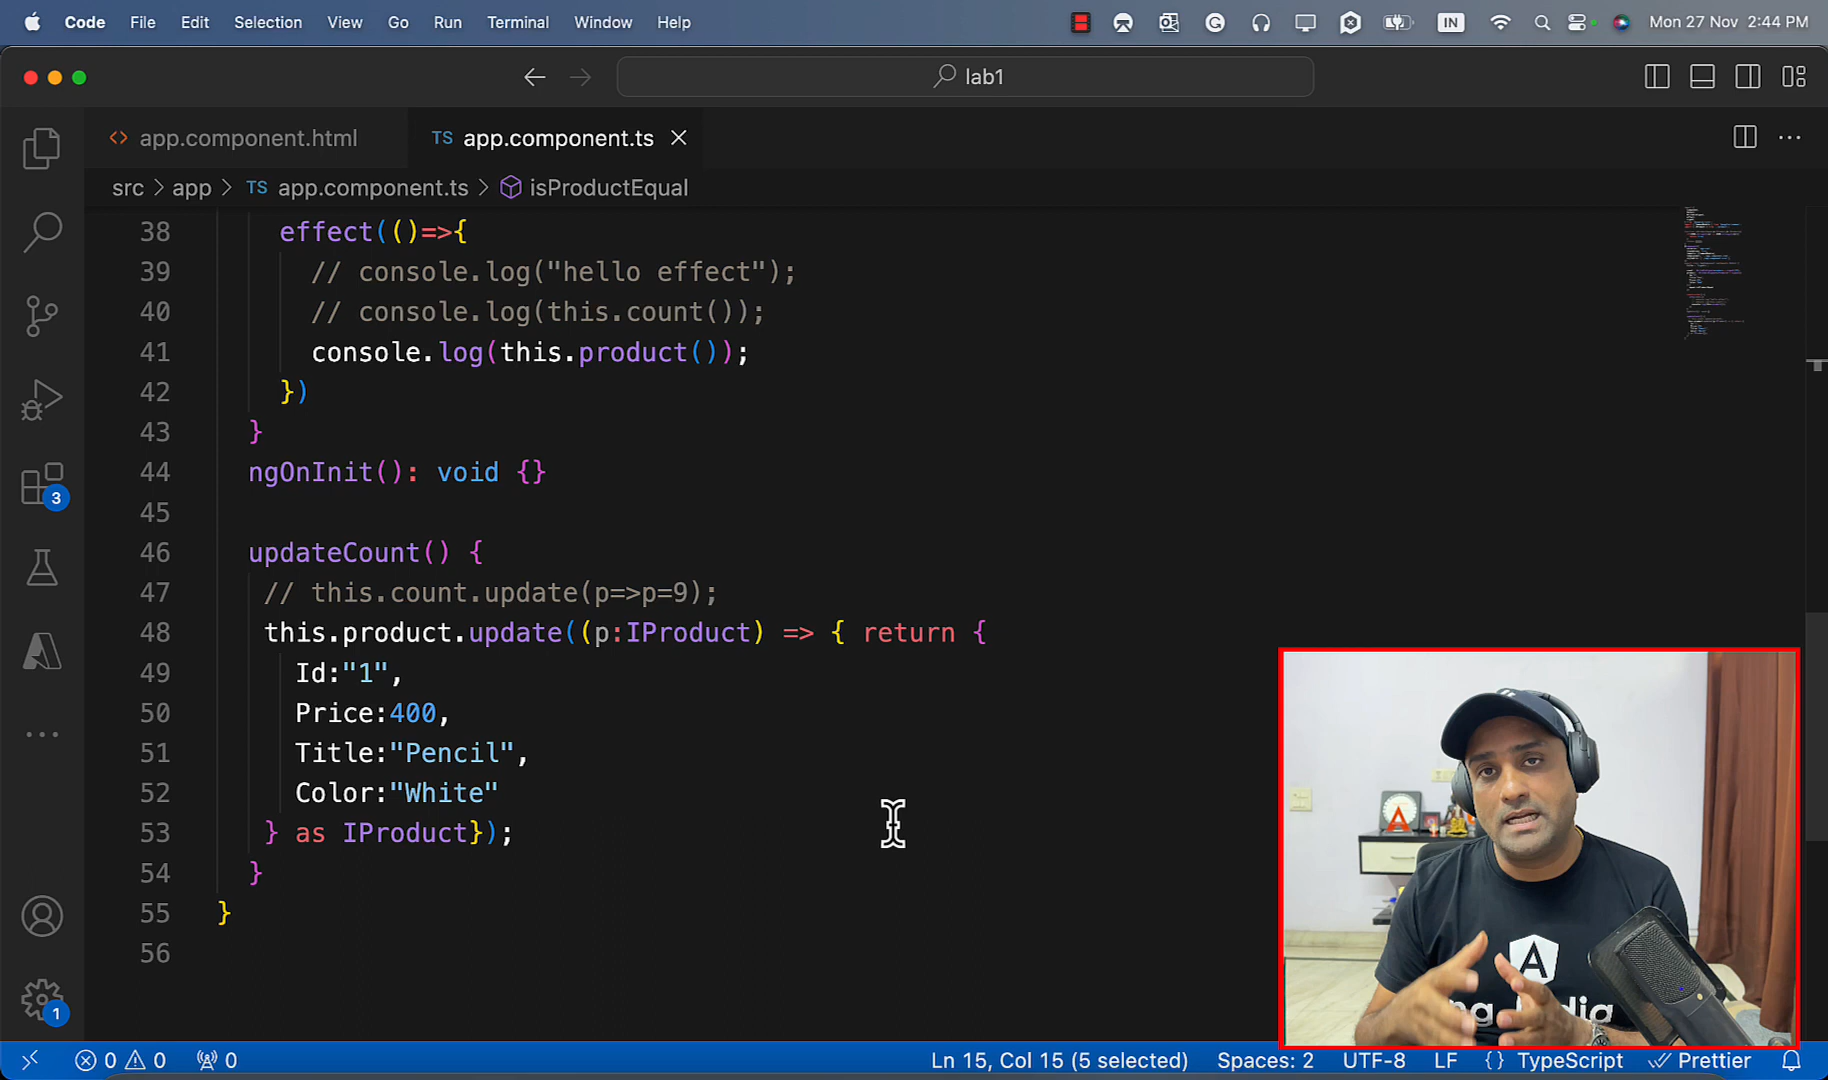 Code File Edit Selection View Go Run Terminal Window Help IN Mon 27 Nov 2:44 PM
lab1
app.component.html TS app.component.ts
src > app > TS app.component.ts > isProductEqual
38 effect(()=>{
39 // console.log("hello effect");
40 // console.log(this.count());
41 console.log(this.product());
42 })
43 }
44 ngOnInit(): void {}
45
46 updateCount() {
47 // this.count.update(p=>p=9);
48 this.product.update((p:IProduct) => { return {
49 Id:"1",
50 Price:400,
51 Title:"Pencil",
52 Color:"White"
53 } as IProduct});
54 }
55 }
56
3
1
A
0 0 0 Ln 15, Col 15 (5 selected) Spaces: 2 UTF-8 LF {} TypeScript Prettier